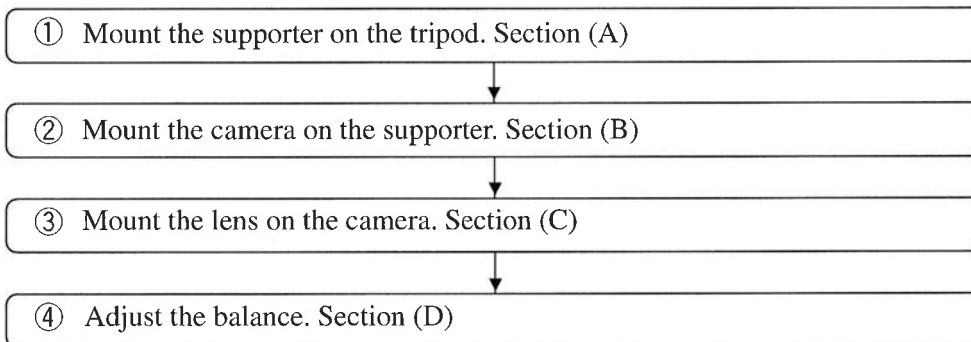 ① Mount the supporter on the tripod. Section (A)
② Mount the camera on the supporter. Section (B)
③ Mount the lens on the camera. Section (C)
④ Adjust the balance. Section (D)